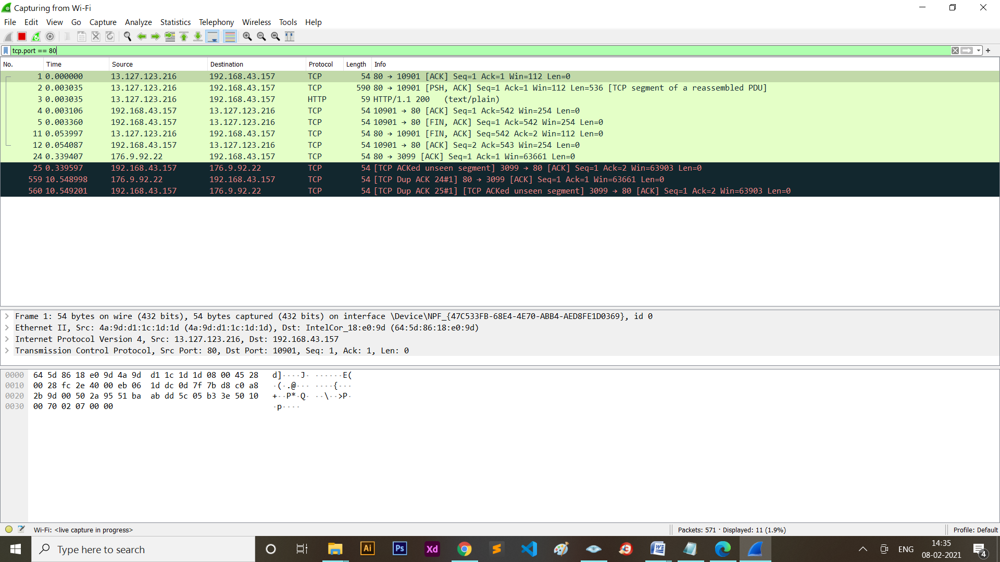 Capturing from Wi-Fi
File Edit View Go Capture Analyze Statistics Telephony Wireless Tools Help
tcp.port == 80
No. Time Source Destination Protocol Length Info
1 0.000000 13.127.123.216 192.168.43.157 TCP 54 80 → 10901 [ACK] Seq=1 Ack=1 Win=112 Len=0
2 0.003035 13.127.123.216 192.168.43.157 TCP 590 80 → 10901 [PSH, ACK] Seq=1 Ack=1 Win=112 Len=536 [TCP segment of a reassembled PDU]
3 0.003035 13.127.123.216 192.168.43.157 HTTP 59 HTTP/1.1 200 (text/plain)
4 0.003106 192.168.43.157 13.127.123.216 TCP 54 10901 → 80 [ACK] Seq=1 Ack=542 Win=254 Len=0
5 0.003360 192.168.43.157 13.127.123.216 TCP 54 10901 → 80 [FIN, ACK] Seq=1 Ack=542 Win=254 Len=0
11 0.053997 13.127.123.216 192.168.43.157 TCP 54 80 → 10901 [FIN, ACK] Seq=542 Ack=2 Win=112 Len=0
12 0.054087 192.168.43.157 13.127.123.216 TCP 54 10901 → 80 [ACK] Seq=2 Ack=543 Win=254 Len=0
24 0.339407 176.9.92.22 192.168.43.157 TCP 54 80 → 3099 [ACK] Seq=1 Ack=1 Win=63661 Len=0
25 0.339597 192.168.43.157 176.9.92.22 TCP 54 [TCP ACKed unseen segment] 3099 → 80 [ACK] Seq=1 Ack=2 Win=63903 Len=0
559 10.548998 176.9.92.22 192.168.43.157 TCP 54 [TCP Dup ACK 24#1] 80 → 3099 [ACK] Seq=1 Ack=1 Win=63661 Len=0
560 10.549201 192.168.43.157 176.9.92.22 TCP 54 [TCP Dup ACK 25#1] [TCP ACKed unseen segment] 3099 → 80 [ACK] Seq=1 Ack=2 Win=63903 Len=0
Frame 1: 54 bytes on wire (432 bits), 54 bytes captured (432 bits) on interface \Device\NPF_{47C533FB-68E4-4E70-ABB4-AED8FE1D0369}, id 0
Ethernet II, Src: 4a:9d:d1:1c:1d:1d (4a:9d:d1:1c:1d:1d), Dst: IntelCor_18:e0:9d (64:5d:86:18:e0:9d)
Internet Protocol Version 4, Src: 13.127.123.216, Dst: 192.168.43.157
Transmission Control Protocol, Src Port: 80, Dst Port: 10901, Seq: 1, Ack: 1, Len: 0
0000 64 5d 86 18 e0 9d 4a 9d d1 1c 1d 1d 08 00 45 28 d]····J· ······E(
0010 00 28 fc 2e 40 00 eb 06 1d dc 0d 7f 7b d8 c0 a8 ·(·.@··· ····{···
0020 2b 9d 00 50 2a 95 51 ba ab dd 5c 05 b3 3e 50 10 +··P*·Q· ··\··>P·
0030 00 70 02 07 00 00 ·p····
Wi-Fi: <live capture in progress> Packets: 571 · Displayed: 11 (1.9%) Profile: Default
Type here to search Ai Ps Xd ENG 14:35
08-02-2021 4